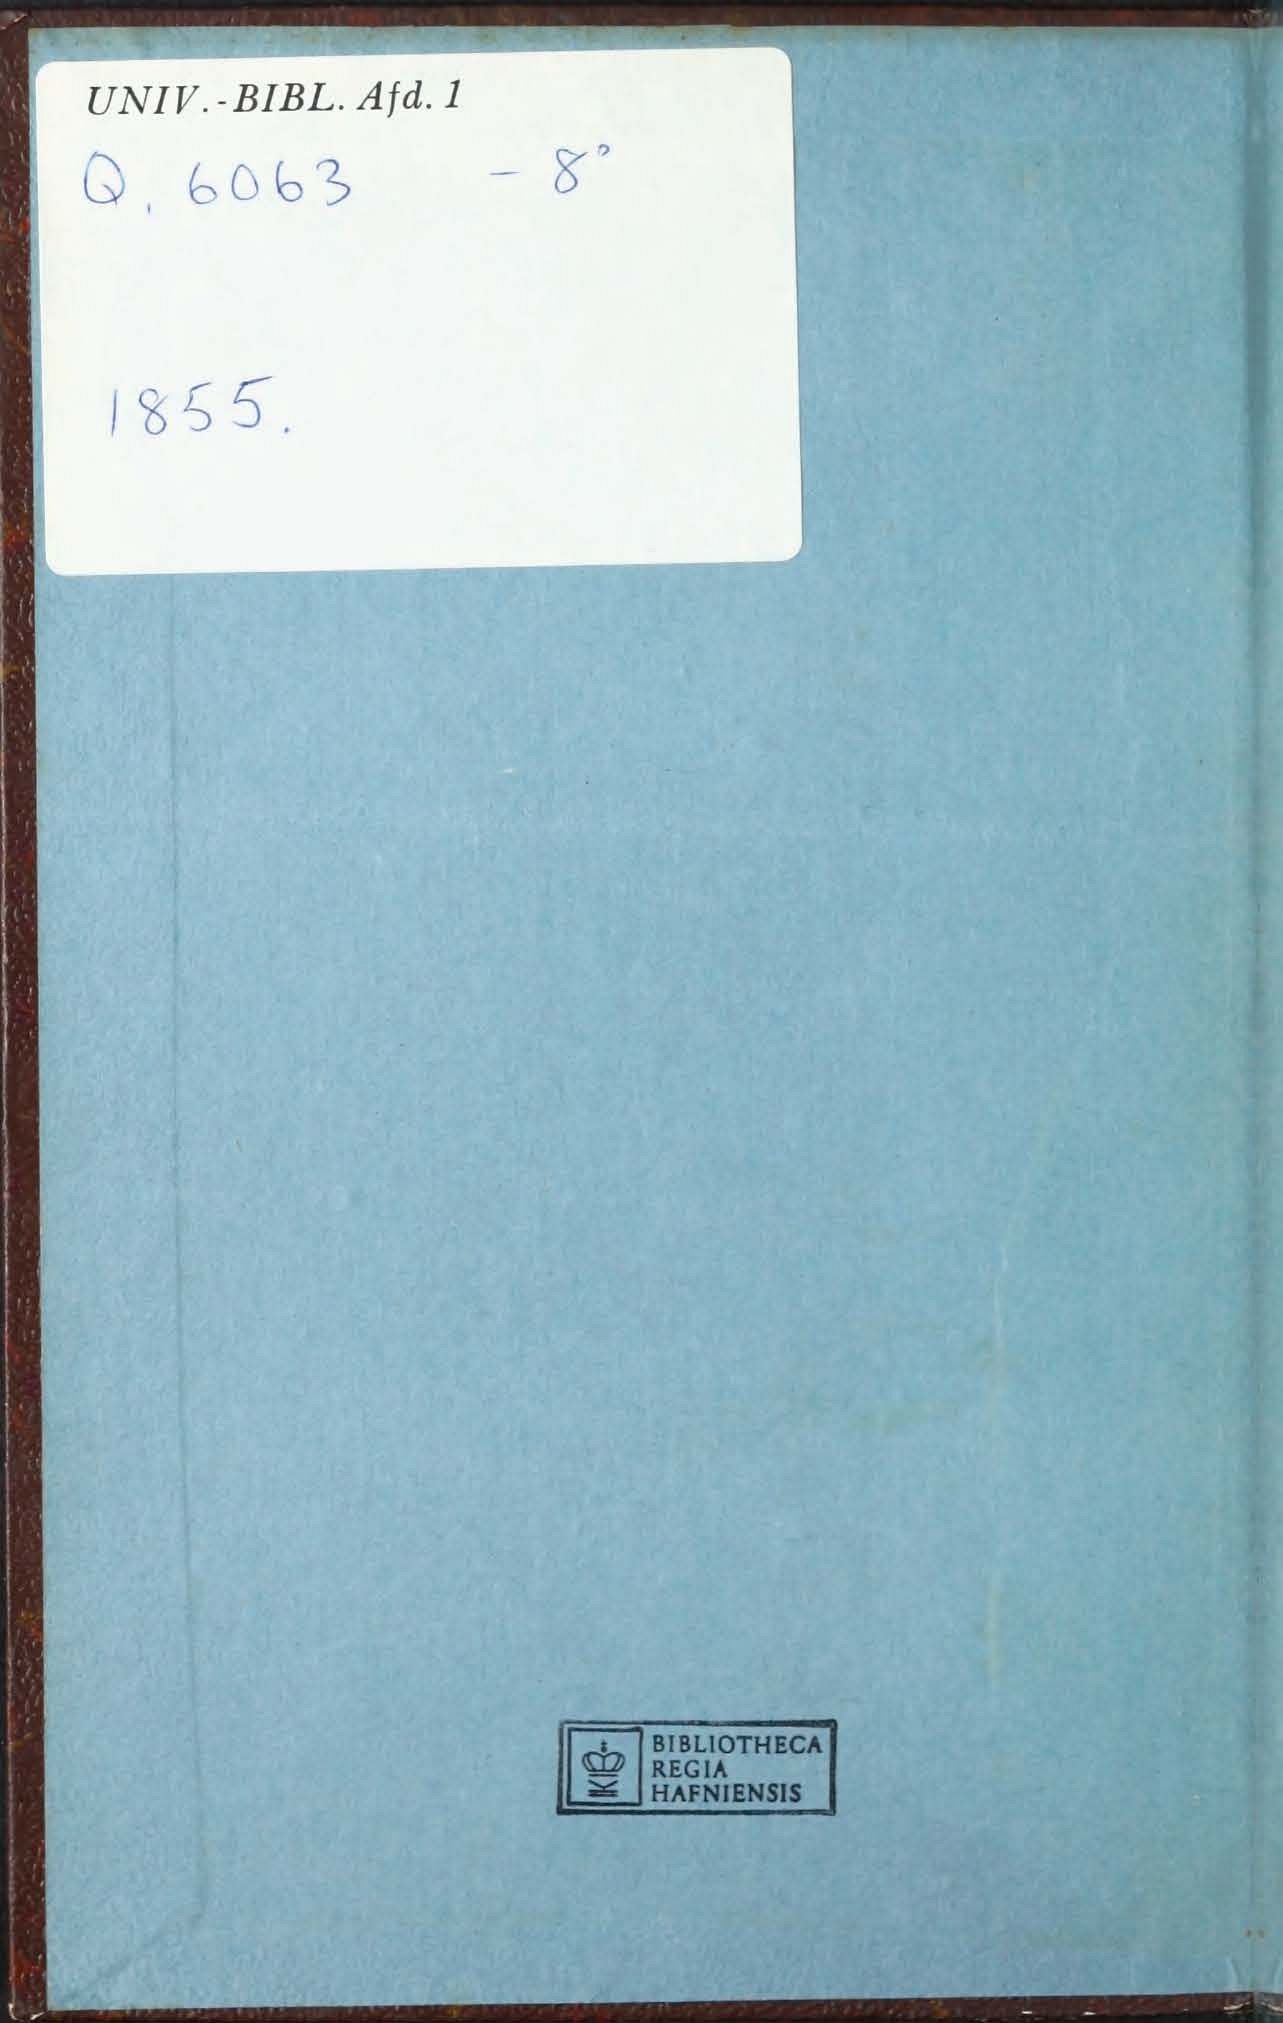 UNIV.-BIBL. Afd. 1
Q. 6063 - 8°
1855.
BIBLIOTHECA
REGIA
HAFNIENSIS